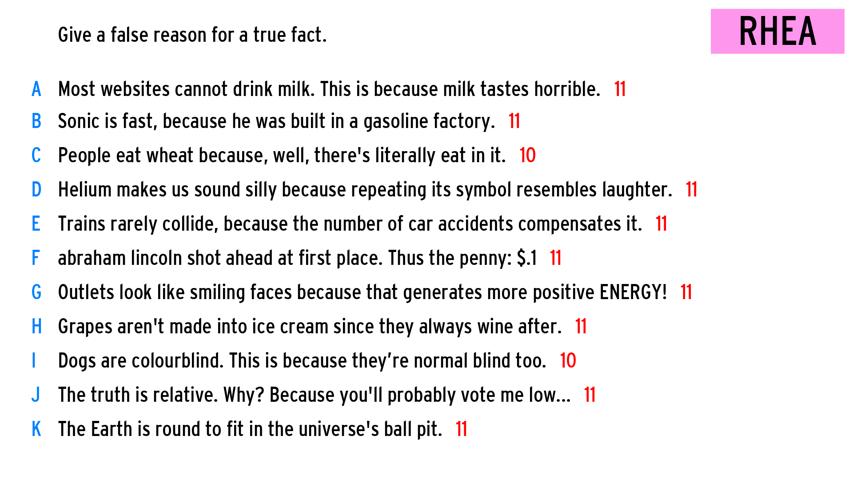 Give a false reason for a true fact.
RHEA
A Most websites cannot drink milk. This is because milk tastes horrible. 11
B Sonic is fast, because he was built in a gasoline factory. 11
C People eat wheat because, well, there's literally eat in it. 10
D Helium makes us sound silly because repeating its symbol resembles laughter. 11
E Trains rarely collide, because the number of car accidents compensates it. 11
F abraham lincoln shot ahead at first place. Thus the penny: $.1 11
G Outlets look like smiling faces because that generates more positive ENERGY! 11
H Grapes aren't made into ice cream since they always wine after. 11
I Dogs are colourblind. This is because they’re normal blind too. 10
J The truth is relative. Why? Because you'll probably vote me low... 11
K The Earth is round to fit in the universe's ball pit. 11